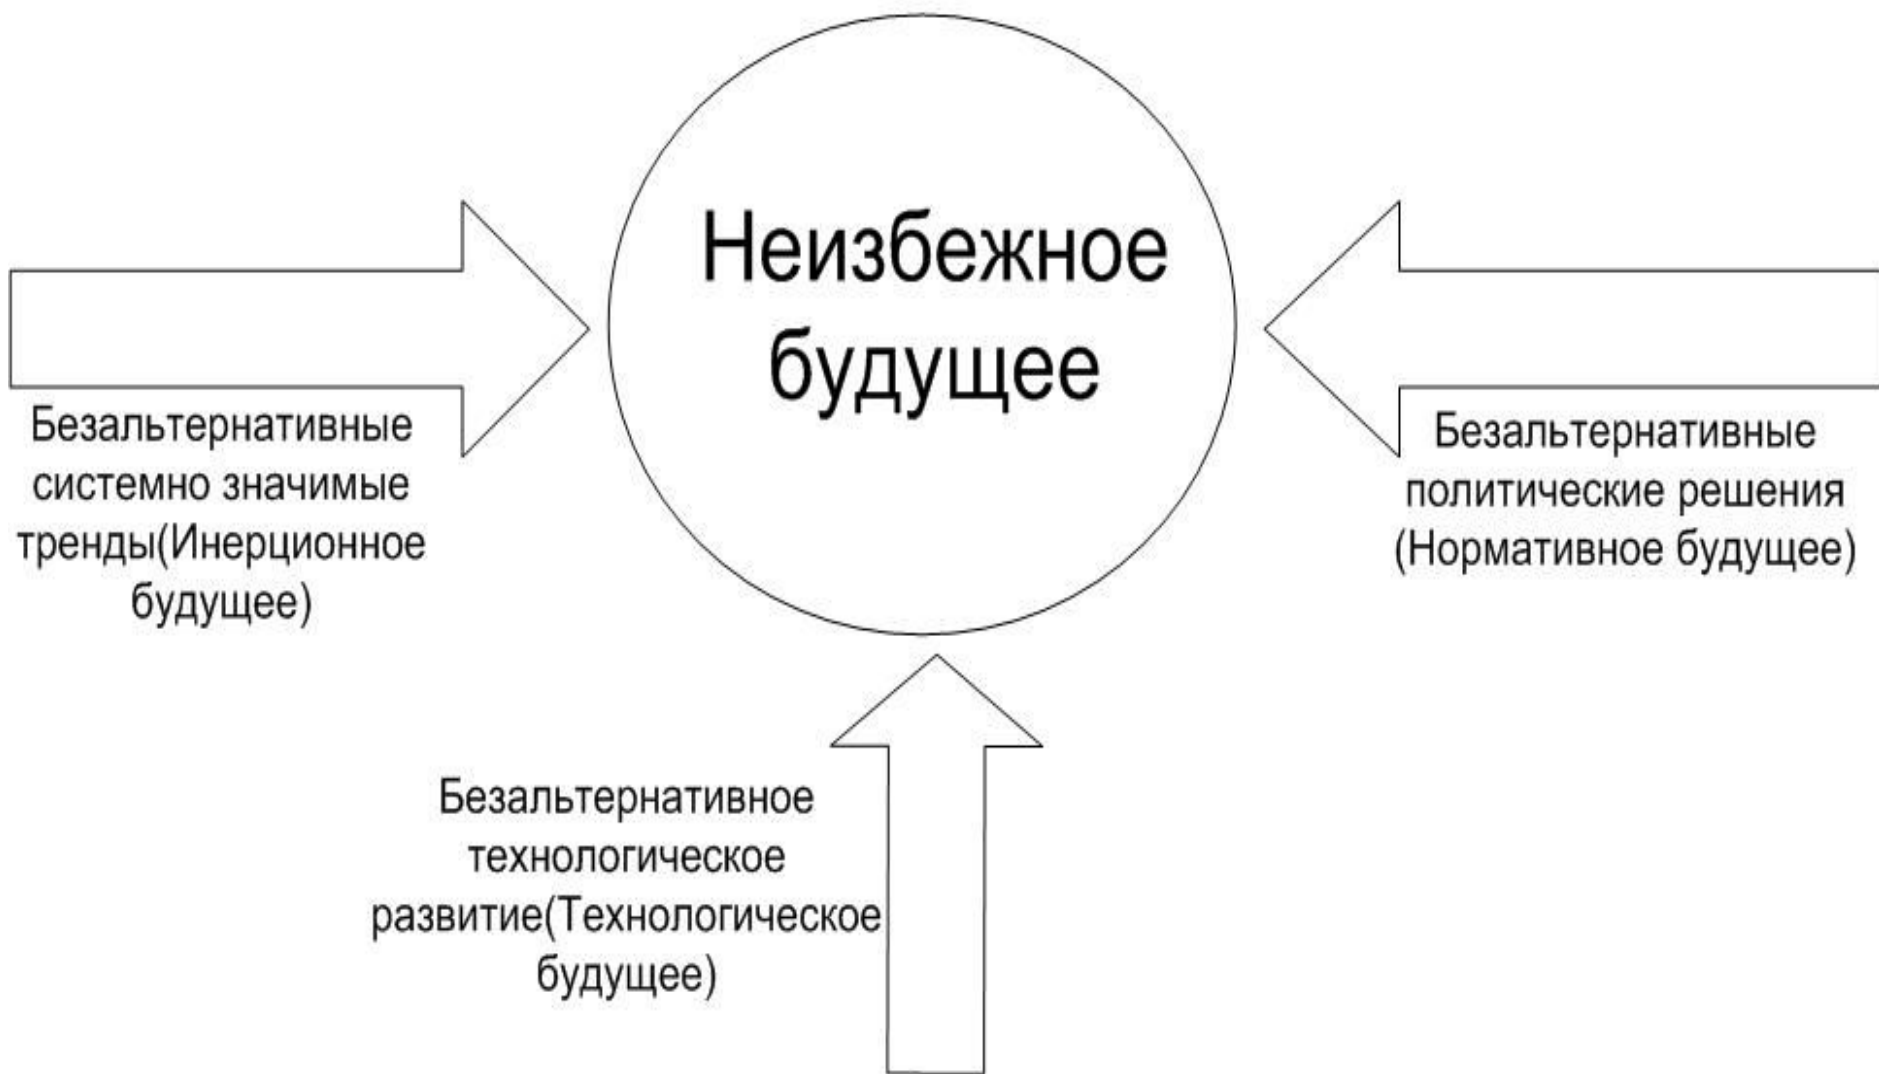 Неизбежное
будущее
Безальтернативные
системно значимые
тренды(Инерционное
будущее)
Безальтернативные
политические решения
(Нормативное будущее)
Безальтернативное
технологическое
развитие(Технологическое
будущее)